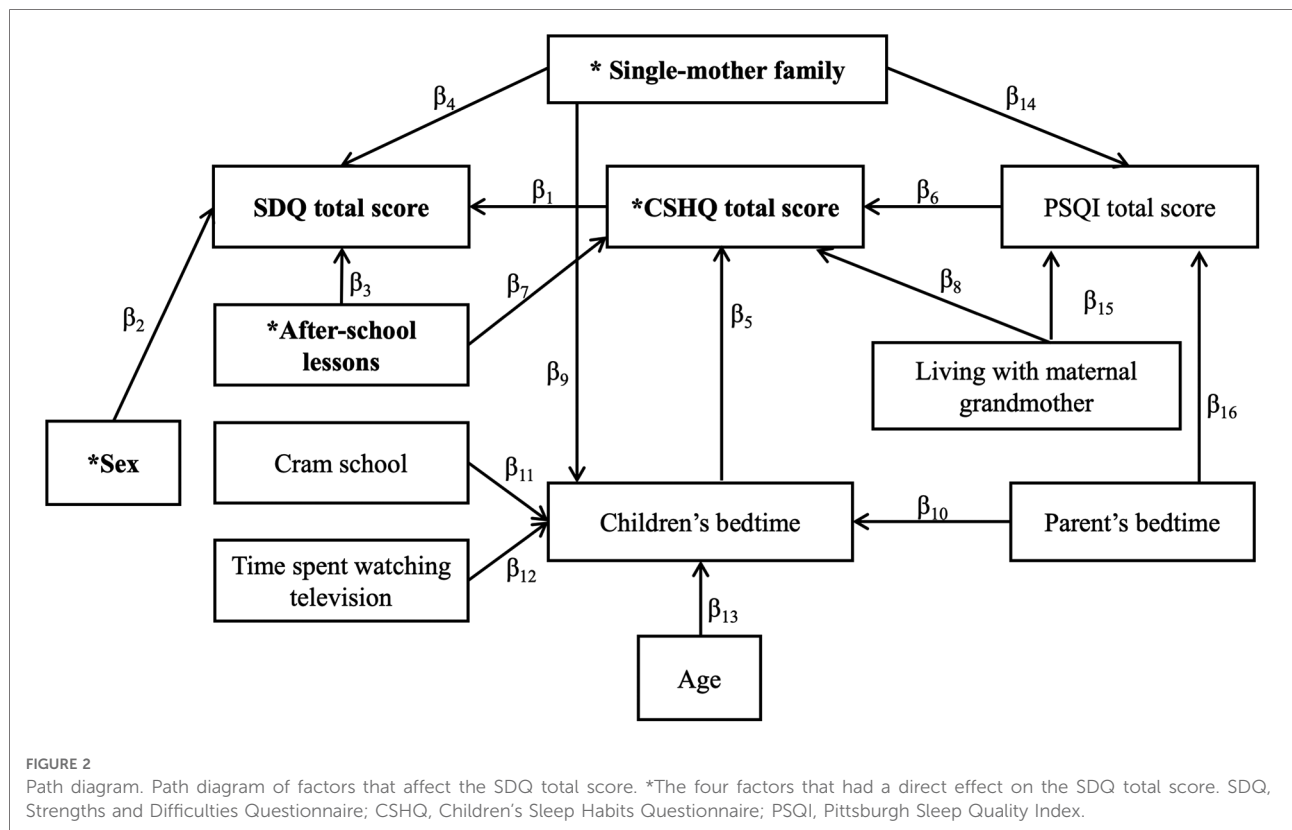 * Single-mother family
β4
β14
SDQ total score
β1
*CSHQ total score
β6
PSQI total score
β2
β3
β7
β5
β8
β15
*After-school
lessons
β9
Living with maternal
grandmother
β16
*Sex
Cram school
β11
Children's bedtime
β10
Parent's bedtime
Time spent watching
television
β12
β13
Age
FIGURE 2
Path diagram. Path diagram of factors that affect the SDQ total score. *The four factors that had a direct effect on the SDQ total score. SDQ,
Strengths and Difficulties Questionnaire; CSHQ, Children's Sleep Habits Questionnaire; PSQI, Pittsburgh Sleep Quality Index.